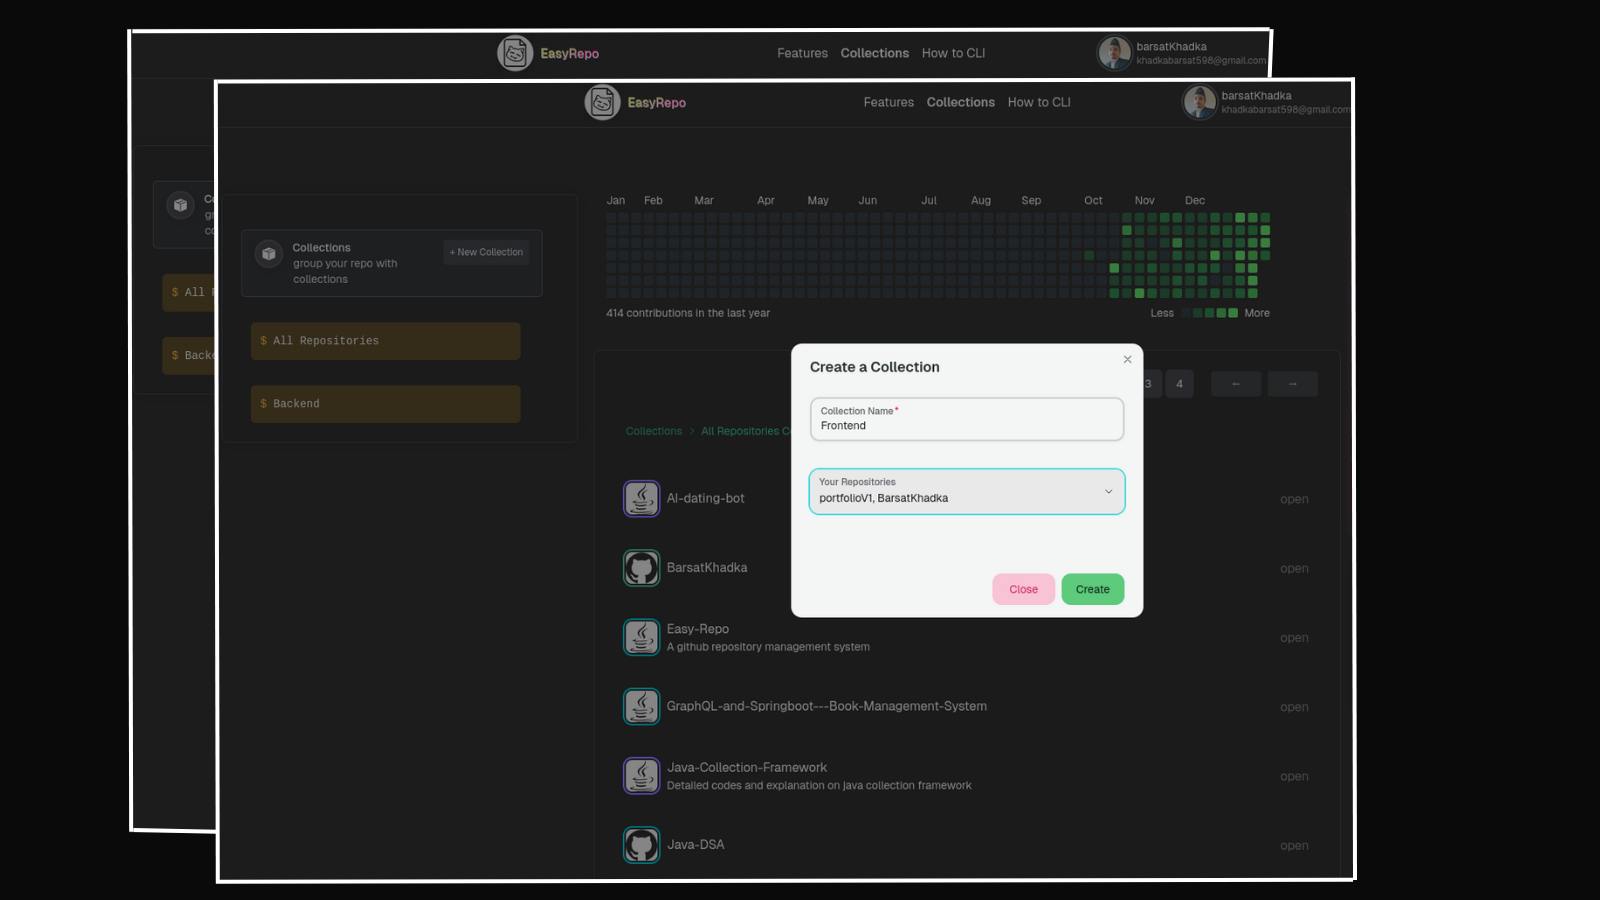 EasyRepo
Features Collections How to CLI
barsatKhadka
khadkabarsat598@gmail.com
$ All
$ Backe
EasyRepo
Features Collections How to CLI
barsatKhadka
khadkabarsat598@gmail.com
Collections
group your repo with
collections
+ New Collection
$ All Repositories
$ Backend
Jan Feb Mar Apr May Jun Jul Aug Sep Oct Nov Dec
414 contributions in the last year
Less More
3 4 ← →
Collections > All Repositories
Create a Collection
Collection Name*
Frontend
Your Repositories
portfolioV1, BarsatKhadka
Close Create
AI-dating-bot open
BarsatKhadka open
Easy-Repo
A github repository management system
open
GraphQL-and-Springboot---Book-Management-System open
Java-Collection-Framework
Detailed codes and explanation on java collection framework
open
Java-DSA open